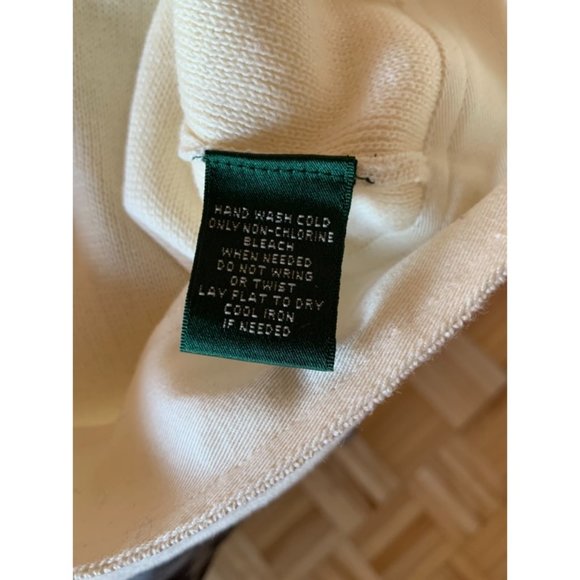 HAND WASH COLD
ONLY NON-CHLORINE
BLEACH
WHEN NEEDED
DO NOT WRING
OR TWIST
LAY FLAT TO DRY
COOL IRON
IF NEEDED